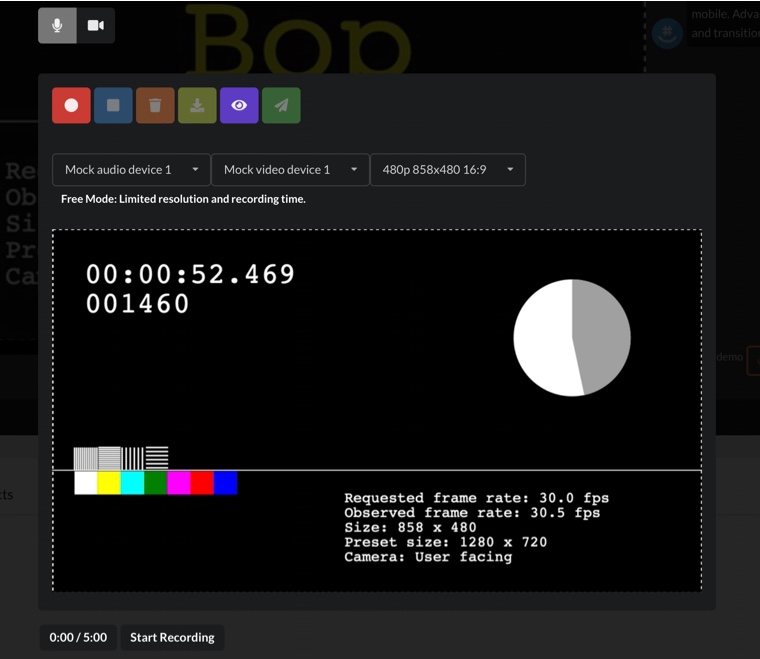 Bop
mobile. Adva
and transitio
Mock audio device 1
Mock video device 1
480p 858x480 16:9
Free Mode: Limited resolution and recording time.
Re
Ob
Si
Pr
Ca
00:00:52.469
001460
demo
Requested frame rate: 30.0 fps
Observed frame rate: 30.5 fps
Size: 858 x 480
Preset size: 1280 x 720
Camera: User facing
cts
0:00 / 5:00
Start Recording